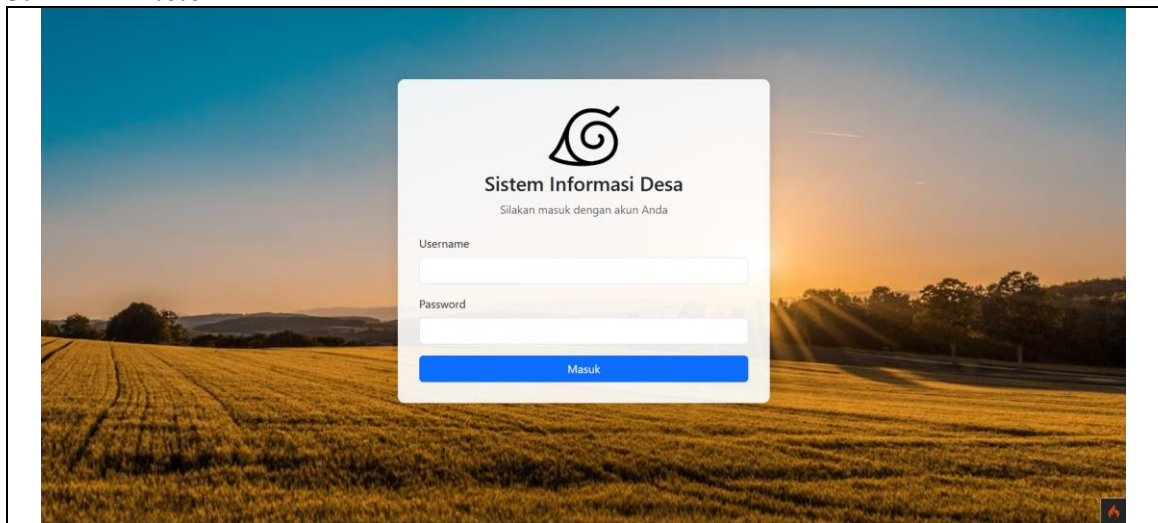 Sistem Informasi Desa
Silakan masuk dengan akun Anda
Username
Password
Masuk